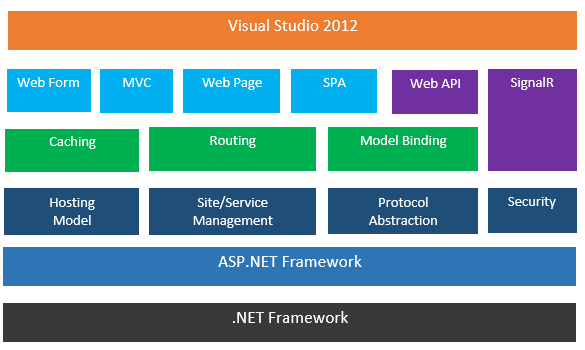 Visual Studio 2012
Web Form
MVC
Web Page
SPA
Web API
SignalR
Caching
Routing
Model Binding
Hosting
Model
Site/Service
Management
Protocol
Abstraction
Security
ASP.NET Framework
.NET Framework